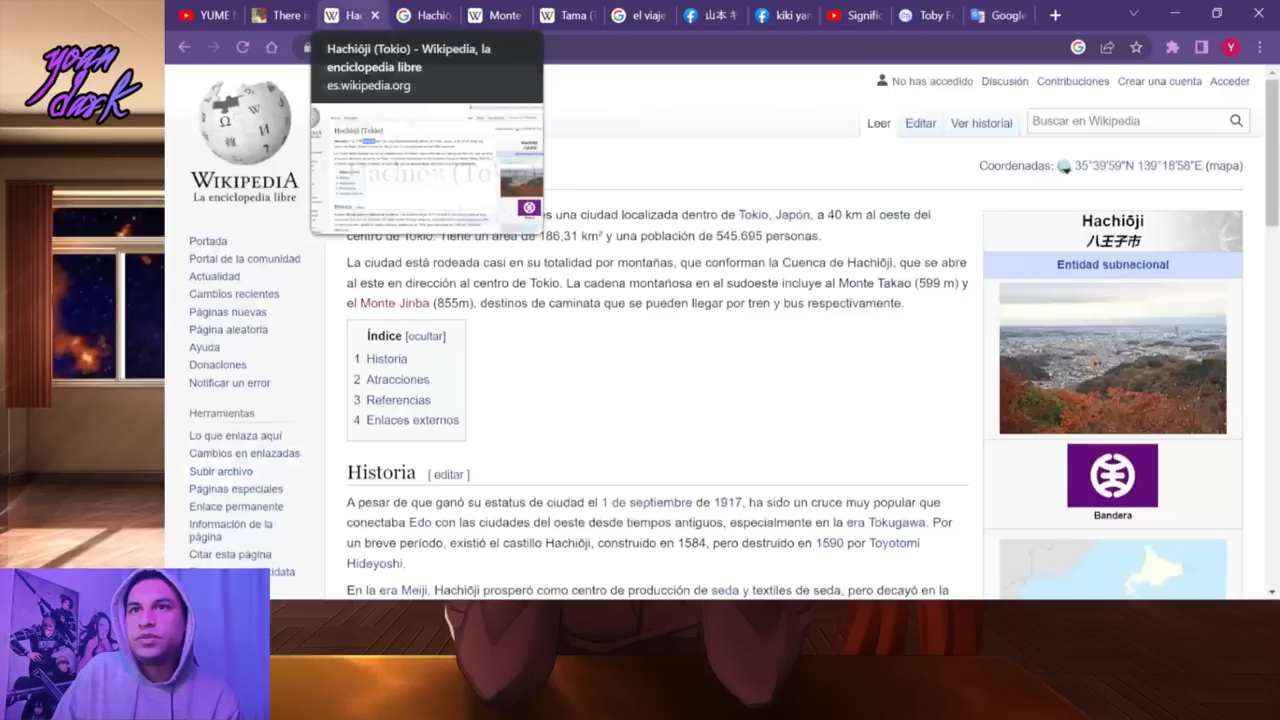 yoan
dask
YUME N
There i
Hac
Hachiō
Monte
Tama (
el viaje
山本 キ
kiki yan
Signific
Toby F
Google
Hachiōji (Tokio) - Wikipedia, la
enciclopedia libre
es.wikipedia.org
Y
No has accedido Discusión Contribuciones Crear una cuenta Acceder
Leer Editar Ver historial
Buscar en Wikipedia
Coordenadas: 35°39′59″N 139°18′58″E (mapa)
WIKIPEDIA
La enciclopedia libre
Portada
Portal de la comunidad
Actualidad
Cambios recientes
Páginas nuevas
Página aleatoria
Ayuda
Donaciones
Notificar un error
Herramientas
Lo que enlaza aquí
Cambios en enlazadas
Subir archivo
Páginas especiales
Enlace permanente
Información de la
página
Citar esta página
Hachiōji (Tokio)
Historia
es una ciudad localizada dentro de Tokio, Japón, a 40 km al oeste del
centro de Tokio. Tiene un área de 186,31 km² y una población de 545.695 personas.
La ciudad está rodeada casi en su totalidad por montañas, que conforman la Cuenca de Hachiōji, que se abre
al este en dirección al centro de Tokio. La cadena montañosa en el sudoeste incluye al Monte Takao (599 m) y
el Monte Jinba (855m), destinos de caminata que se pueden llegar por tren y bus respectivamente.
Índice [ocultar]
1 Historia
2 Atracciones
3 Referencias
4 Enlaces externos
Historia [ editar ]
A pesar de que ganó su estatus de ciudad el 1 de septiembre de 1917, ha sido un cruce muy popular que
conectaba Edo con las ciudades del oeste desde tiempos antiguos, especialmente en la era Tokugawa. Por
un breve período, existió el castillo Hachiōji, construido en 1584, pero destruido en 1590 por Toyotomi
Hideyoshi.
En la era Meiji, Hachiōji prosperó como centro de producción de seda y textiles de seda, pero decayó en la
Hachiōji
八王子市
Entidad subnacional
Bandera